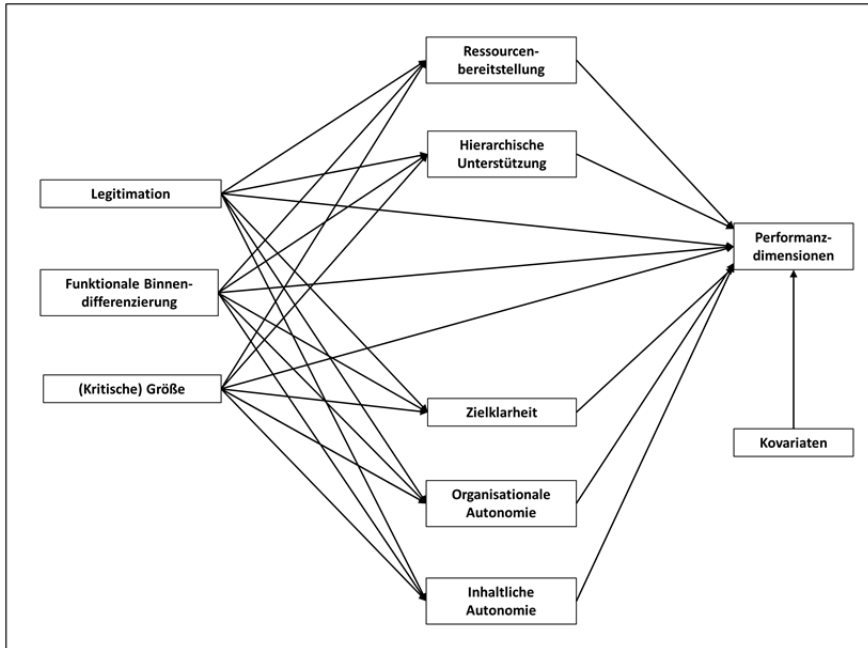 Ressourcen-
bereitstellung
Hierarchische
Unterstützung
Legitimation
Funktionale Binnen-
differenzierung
(Kritische) Größe
Performanz-
dimensionen
Zielklarheit
Kovariaten
Organisationale
Autonomie
Inhaltliche
Autonomie